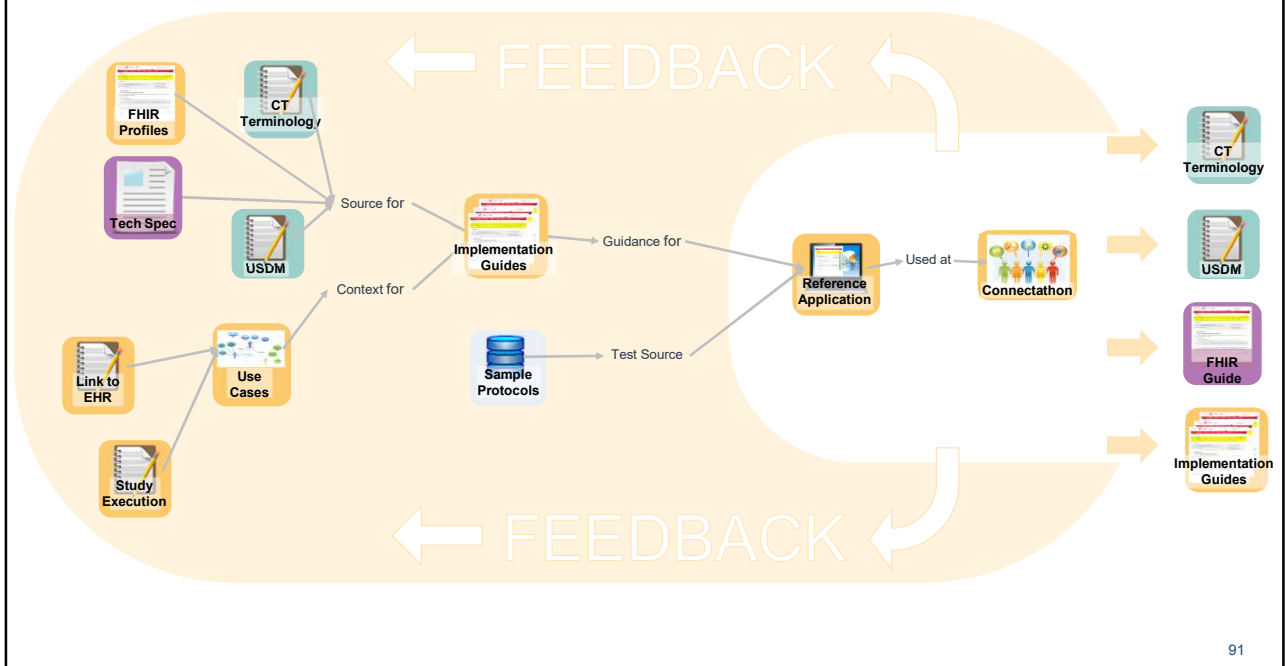 FEEDBACK
FHIR
Profiles
CT
Terminology
Tech Spec
USDM
Source for
Context for
Implementation
Guides
Guidance for
Reference
Application
Used at
Connectathon
Link to
EHR
Use
Cases
Sample
Protocols
Test Source
Study
Execution
FEEDBACK
CT
Terminology
USDM
FHIR
Guide
Implementation
Guides
91